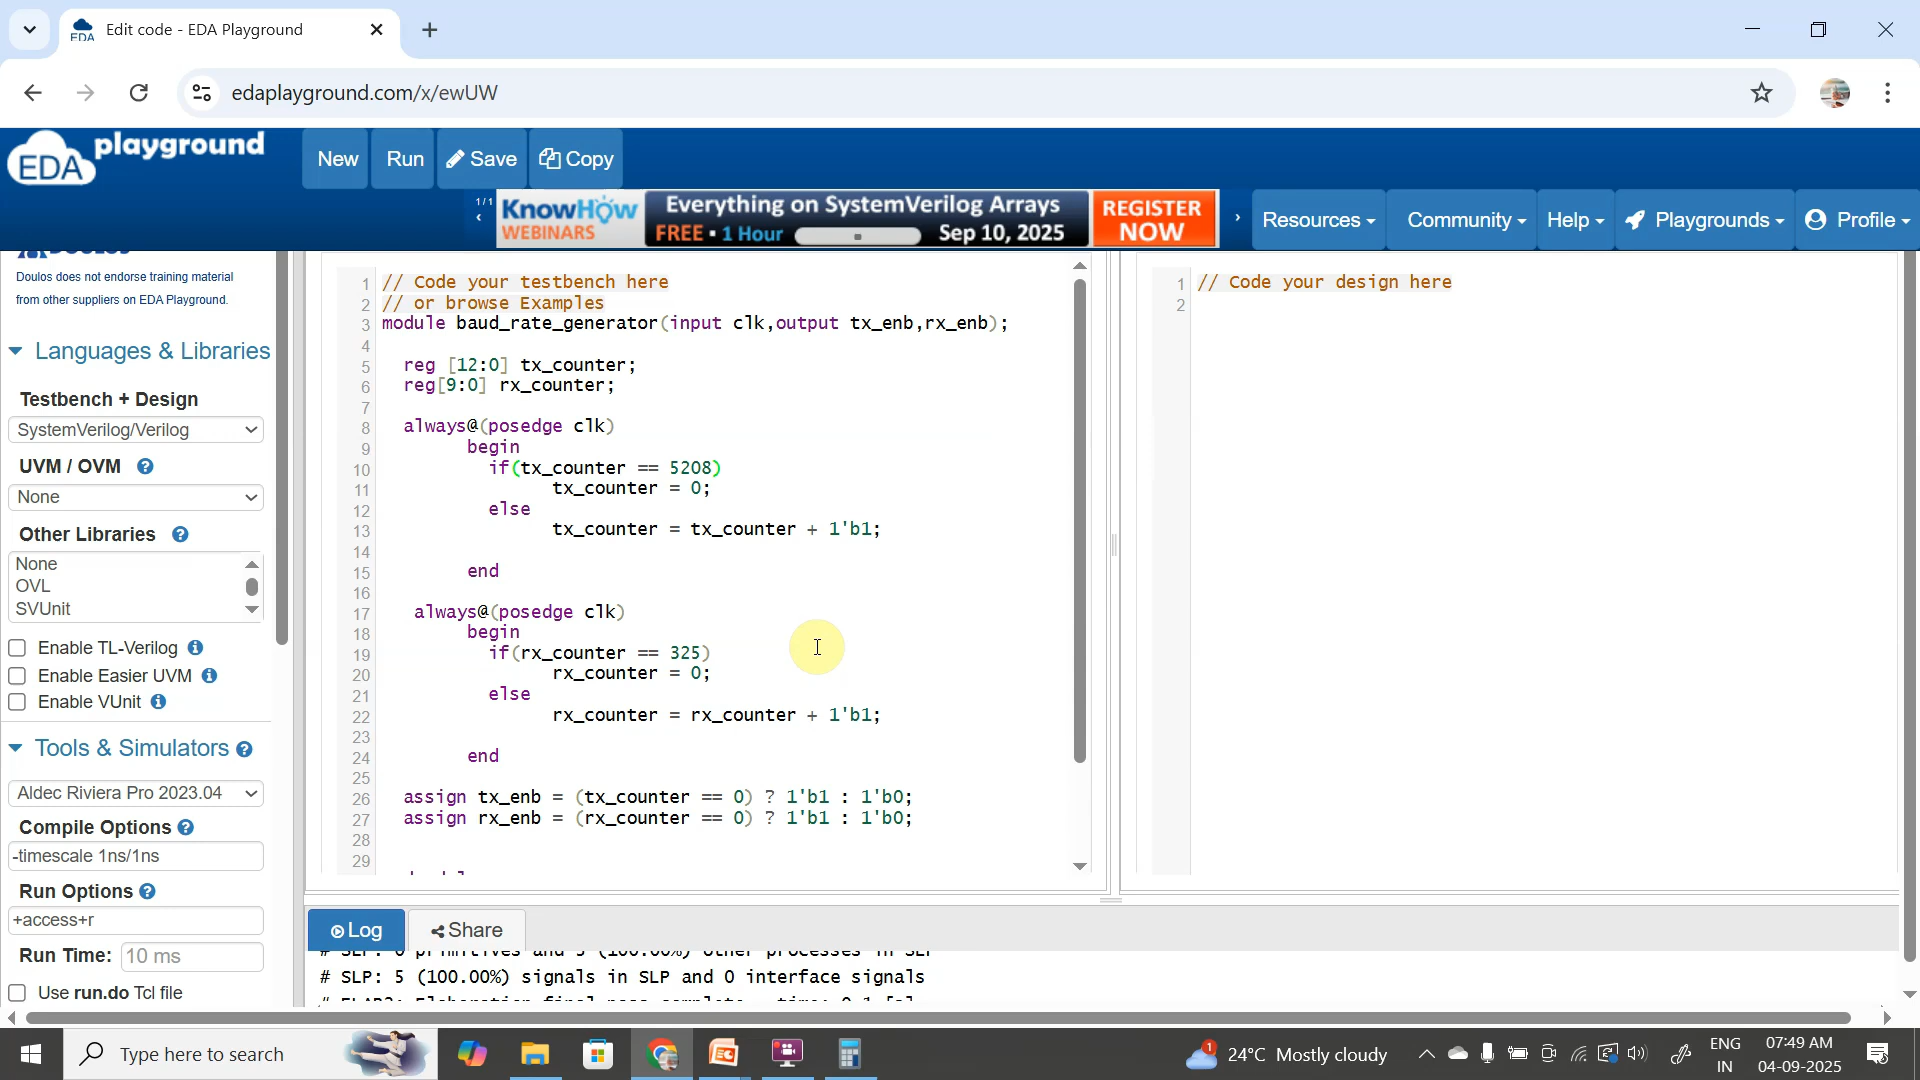 Edit code - EDA Playground
edaplayground.com/x/ewUW
EDA playground
New
Run
Save
Copy
1/1
KnowHow WEBINARS
Everything on SystemVerilog Arrays
FREE • 1 Hour
Sep 10, 2025
REGISTER NOW
Resources
Community
Help
Playgrounds
Profile
Doulos does not endorse training material
from other suppliers on EDA Playground.
Languages & Libraries
Testbench + Design
SystemVerilog/Verilog
UVM / OVM
None
Other Libraries
None
OVL
SVUnit
Enable TL-Verilog
Enable Easier UVM
Enable VUnit
Tools & Simulators
Aldec Riviera Pro 2023.04
Compile Options
-timescale 1ns/1ns
Run Options
+access+r
Run Time: 10 ms
Use run.do Tcl file
1 // Code your testbench here
2 // or browse Examples
3 module baud_rate_generator(input clk,output tx_enb,rx_enb);
4
5 reg [12:0] tx_counter;
6 reg[9:0] rx_counter;
7
8 always@(posedge clk)
9 begin
10 if(tx_counter == 5208)
11 tx_counter = 0;
12 else
13 tx_counter = tx_counter + 1'b1;
14
15 end
16
17 always@(posedge clk)
18 begin
19 if(rx_counter == 325)
20 rx_counter = 0;
21 else
22 rx_counter = rx_counter + 1'b1;
23
24 end
25
26 assign tx_enb = (tx_counter == 0) ? 1'b1 : 1'b0;
27 assign rx_enb = (rx_counter == 0) ? 1'b1 : 1'b0;
28
29
1 // Code your design here
2
Log
Share
# SLP: 5 (100.00%) signals in SLP and 0 interface signals
Type here to search
1
24°C Mostly cloudy
ENG
IN
07:49 AM
04-09-2025